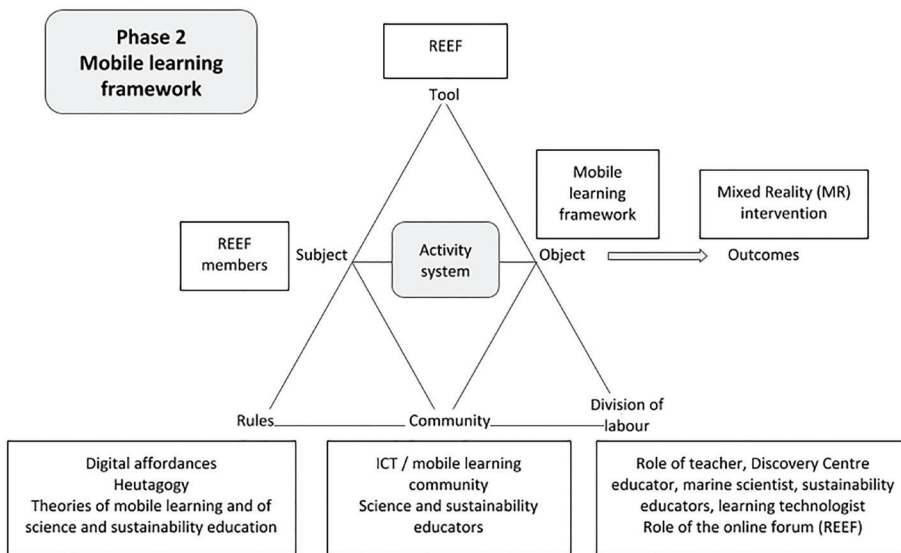 Phase 2
Mobile learning
framework
REEF
Tool
Mobile
learning
framework
Mixed Reality (MR)
intervention
REEF
members
Subject
Activity
system
Object
Outcomes
Rules
Community
Division of
labour
Digital affordances
Heutagogy
Theories of mobile learning and of
science and sustainability education
ICT / mobile learning
community
Science and sustainability
educators
Role of teacher, Discovery Centre
educator, marine scientist, sustainability
educators, learning technologist
Role of the online forum (REEF)